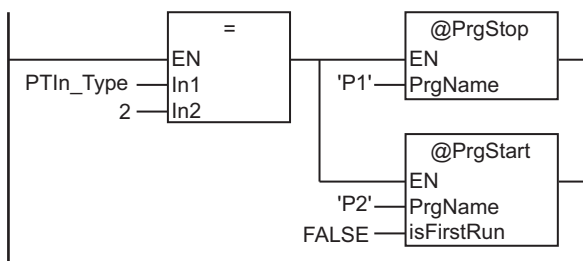 =
EN
PTIn_Type In1
2 In2
@PrgStop
EN
'P1' PrgName
@PrgStart
EN
'P2' PrgName
FALSE isFirstRun